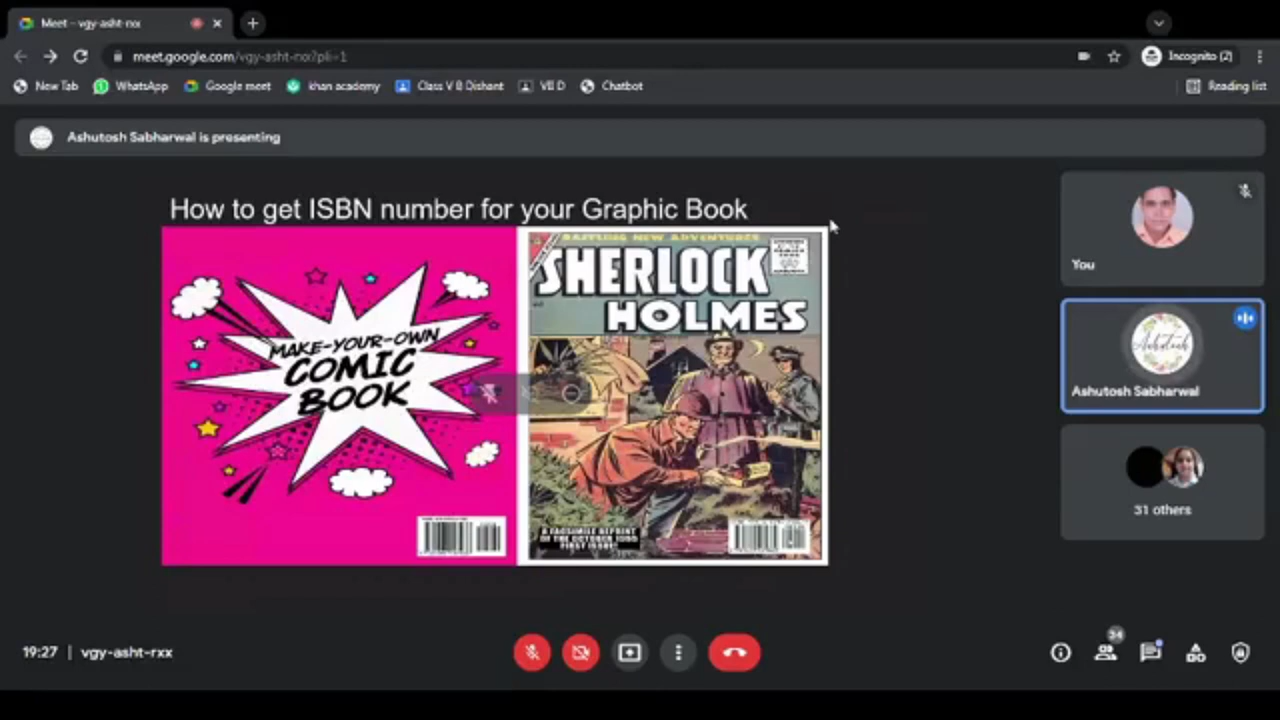 Meet – vgy-asht-rxx
meet.google.com/vgy-asht-rxx?pli=1
Incognito (2)
New Tab
WhatsApp
Google meet
khan academy
Class V B Dishant
VII D
Chatbot
Reading list
Ashutosh Sabharwal is presenting
How to get ISBN number for your Graphic Book
MAKE-YOUR-OWN
COMIC
BOOK
DAZZLING NEW ADVENTURES
SHERLOCK
HOLMES
A FACSIMILE REPRINT
OF THE OCTOBER 1955
FIRST ISSUE!
You
Ashutosh
Ashutosh Sabharwal
31 others
19:27 | vgy-asht-rxx
34